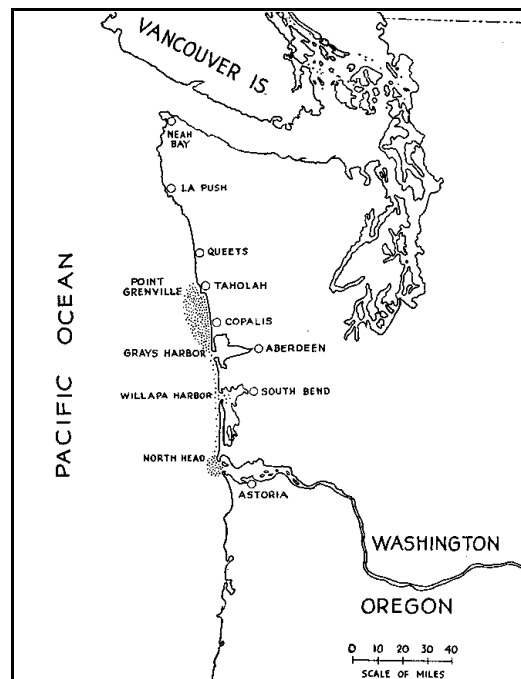 VANCOUVER IS.
NEAH
BAY
LA PUSH
QUEETS
POINT
GRENVILLE
TAHOLAH
COPALIS
GRAYS HARBOR
ABERDEEN
WILLAPA HARBOR
SOUTH BEND
NORTH HEAD
ASTORIA
PACIFIC OCEAN
WASHINGTON
OREGON
0 10 20 30 40
SCALE OF MILES